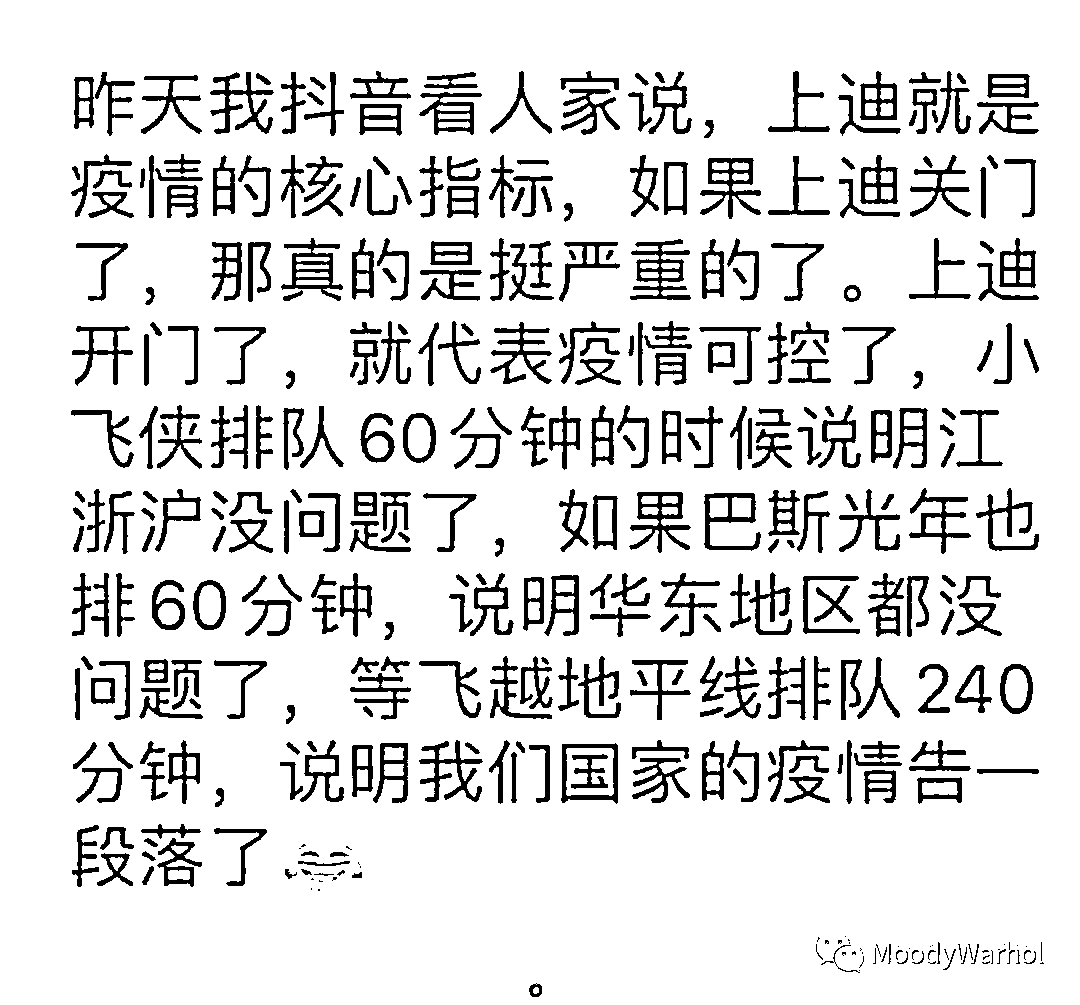 昨天我抖音看人家说，上迪就是
疫情的核心指标，如果上迪关门
了，那真的是挺严重的了。上迪
开门了，就代表疫情可控了，小
飞侠排队60分钟的时候说明江
浙沪没问题了，如果巴斯光年也
排60分钟，说明华东地区都没
问题了，等飞越地平线排队240
分钟，说明我们国家的疫情告一
段落了😂
MoodyWarhol